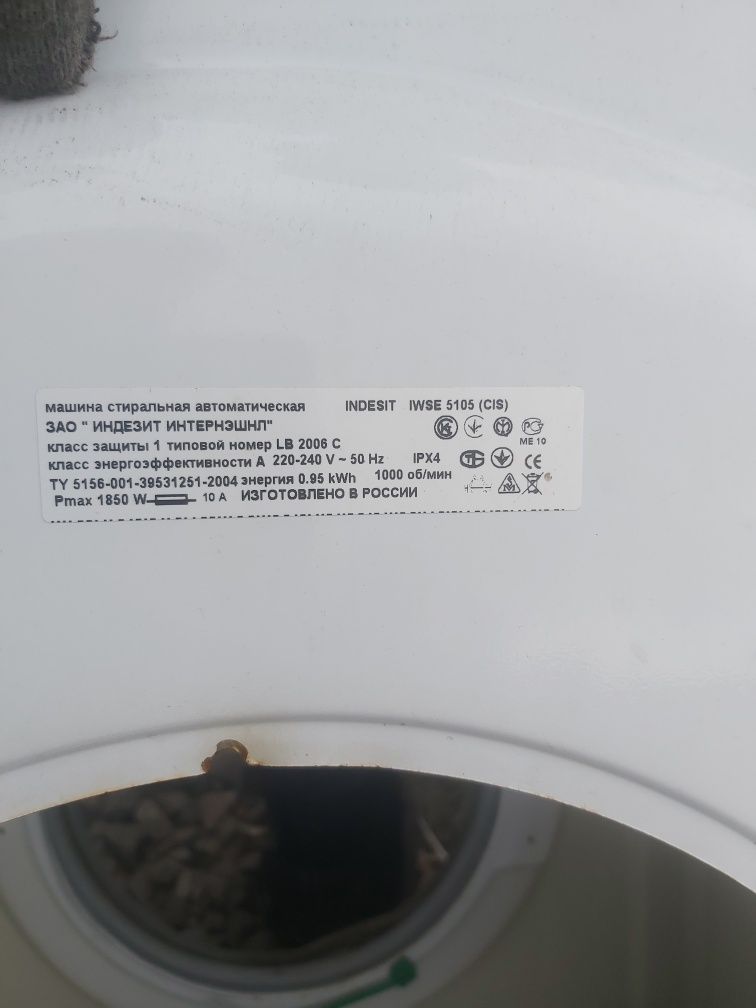 машина стиральная автоматическая INDESIT IWSE 5105 (CIS)
ЗАО " ИНДЕЗИТ ИНТЕРНЭШНЛ"
класс защиты 1 типовой номер LB 2006 C
ME 10
класс энергоэффективности A 220-240 V ~ 50 Hz IPX4
CE
ТУ 5156-001-39531251-2004 энергия 0.95 kWh 1000 об/мин
Pmax 1850 W 10 A ИЗГОТОВЛЕНО В РОССИИ